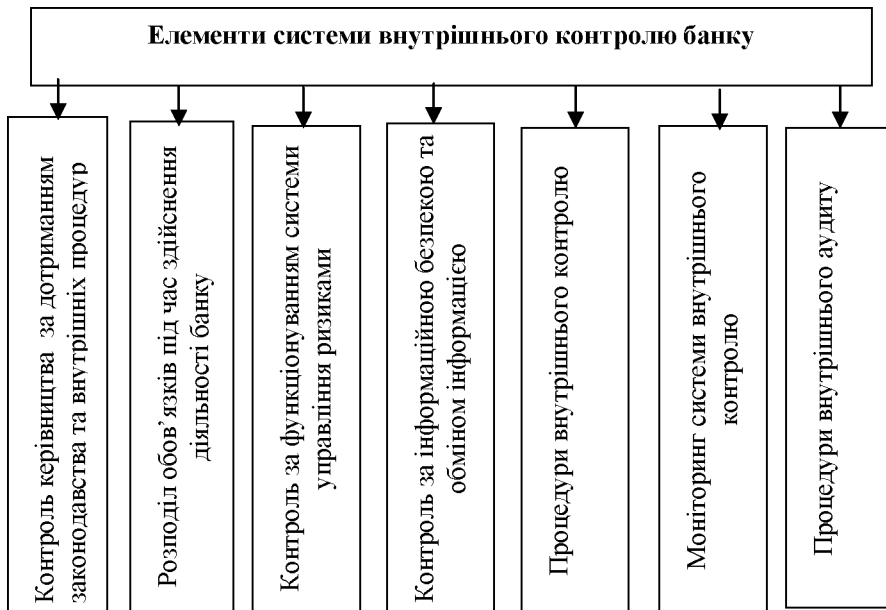 Елементи системи внутрішнього контролю банку
Контроль керівництва за дотриманням
законодавства та внутрішніх процедур
Розподіл обов’язків під час здійснення
діяльності банку
Контроль за функціонуванням системи
управління ризиками
Контроль за інформаційною безпекою та
обміном інформацією
Процедури внутрішнього контролю
Моніторинг системи внутрішнього
контролю
Процедури внутрішнього аудиту